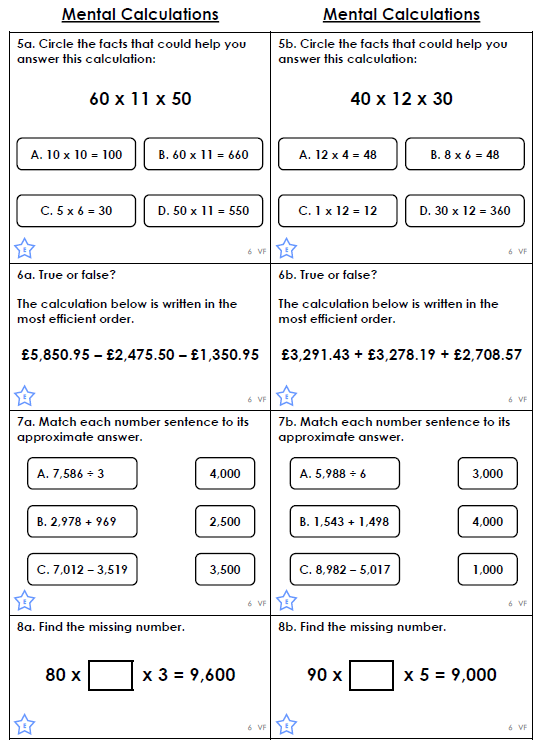 Mental Calculations
5a. Circle the facts that could help you
answer this calculation:
60 x 11 x 50
A. 10 x 10 = 100
B. 60 x 11 = 660
C. 5 x 6 = 30
D. 50 x 11 = 550
E
6 VF
6a. True or false?
The calculation below is written in the
most efficient order.
£5,850.95 – £2,475.50 – £1,350.95
E
6 VF
7a. Match each number sentence to its
approximate answer.
A. 7,586 ÷ 3
4,000
B. 2,978 + 969
2,500
C. 7,012 – 3,519
3,500
E
6 VF
8a. Find the missing number.
80 x
x 3 = 9,600
E
6 VF
Mental Calculations
5b. Circle the facts that could help you
answer this calculation:
40 x 12 x 30
A. 12 x 4 = 48
B. 8 x 6 = 48
C. 1 x 12 = 12
D. 30 x 12 = 360
E
6 VF
6b. True or false?
The calculation below is written in the
most efficient order.
£3,291.43 + £3,278.19 + £2,708.57
E
6 VF
7b. Match each number sentence to its
approximate answer.
A. 5,988 ÷ 6
3,000
B. 1,543 + 1,498
4,000
C. 8,982 – 5,017
1,000
E
6 VF
8b. Find the missing number.
90 x
x 5 = 9,000
E
6 VF